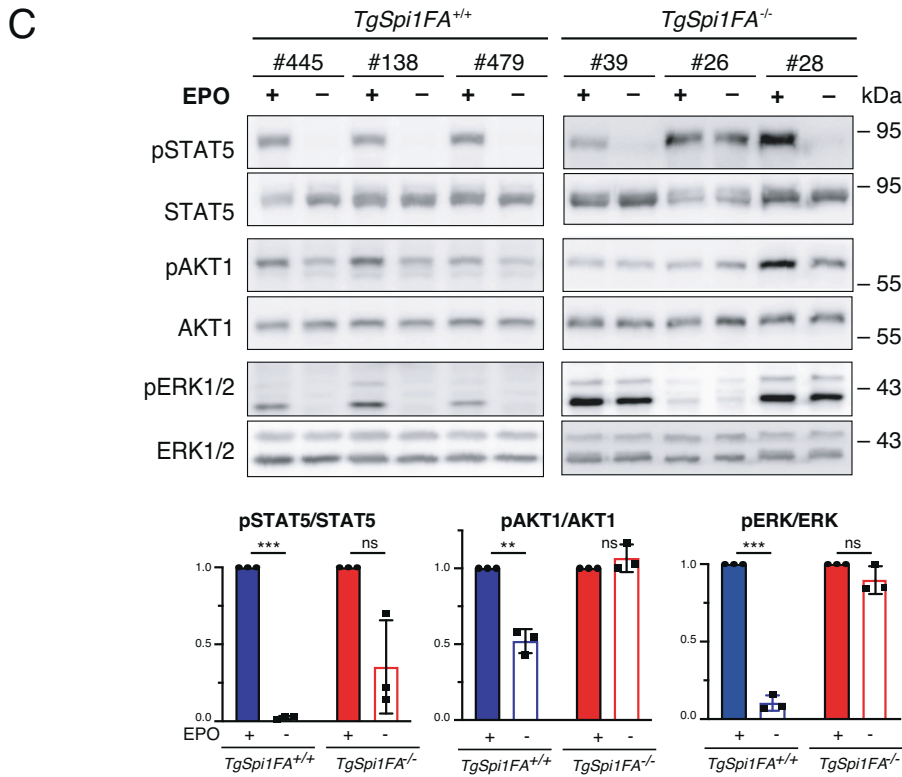 C
TgSpi1FA+/+ TgSpi1FA-/-
#445 #138 #479 #39 #26 #28
EPO + − + − + − + − + − + − kDa
pSTAT5 – 95
STAT5 – 95
pAKT1 – 55
AKT1 – 55
pERK1/2 – 43
ERK1/2 – 43
pSTAT5/STAT5 pAKT1/AKT1 pERK/ERK
*** ns ** ns *** ns
1.0 1.0 1.0
0.5 0.5 0.5
0.0 0.0 0.0
EPO + - + - + - + - + - + -
TgSpi1FA+/+ TgSpi1FA-/- TgSpi1FA+/+ TgSpi1FA-/- TgSpi1FA+/+ TgSpi1FA-/-